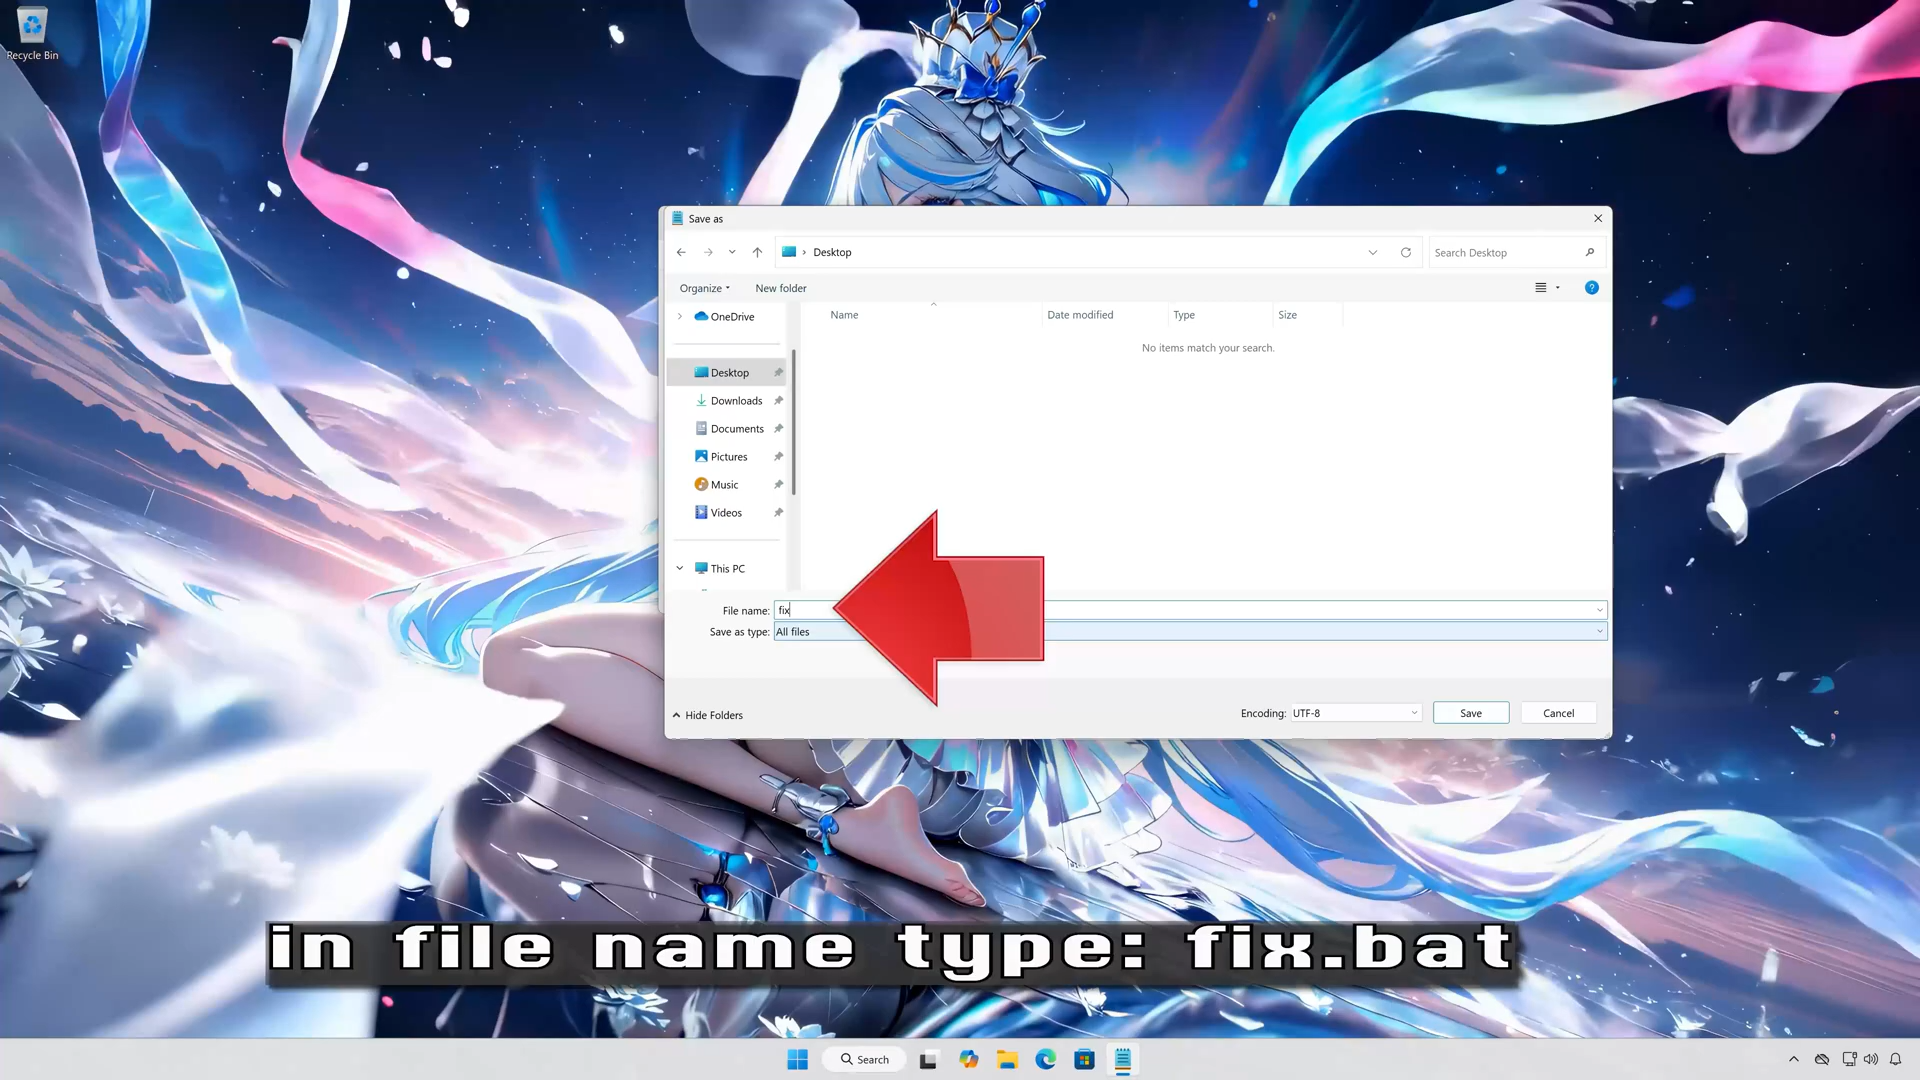 Recycle Bin
Save as
Desktop
Search Desktop
Organize
New folder
OneDrive
Name
Date modified
Type
Size
No items match your search.
Desktop
Downloads
Documents
Pictures
Music
Videos
This PC
File name: fix
Save as type: All files
Hide Folders
Encoding: UTF-8
Save
Cancel
in file name type: fix.bat
Search